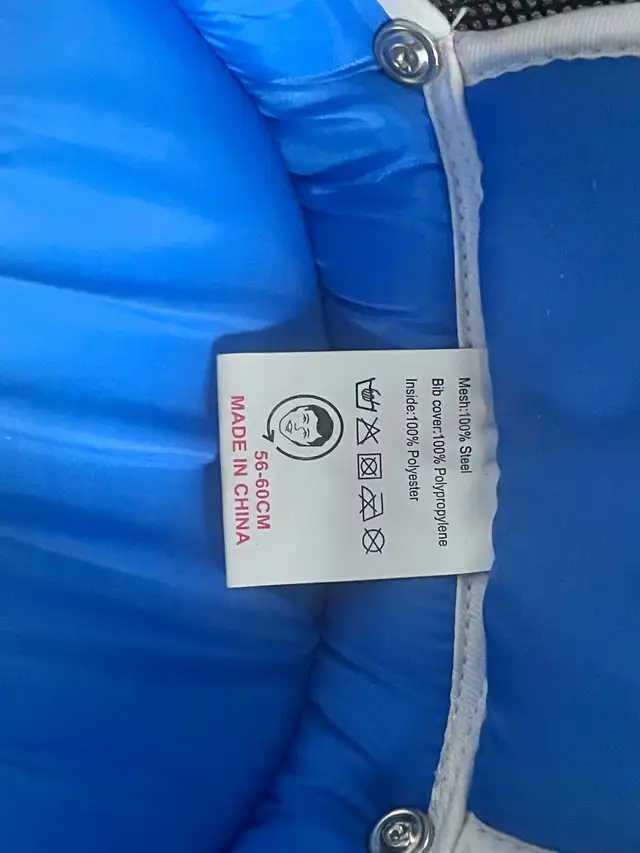 Mesh:100% Steel
Bib cover:100% Polypropylene
Inside:100% Polyester
56-60CM
MADE IN CHINA